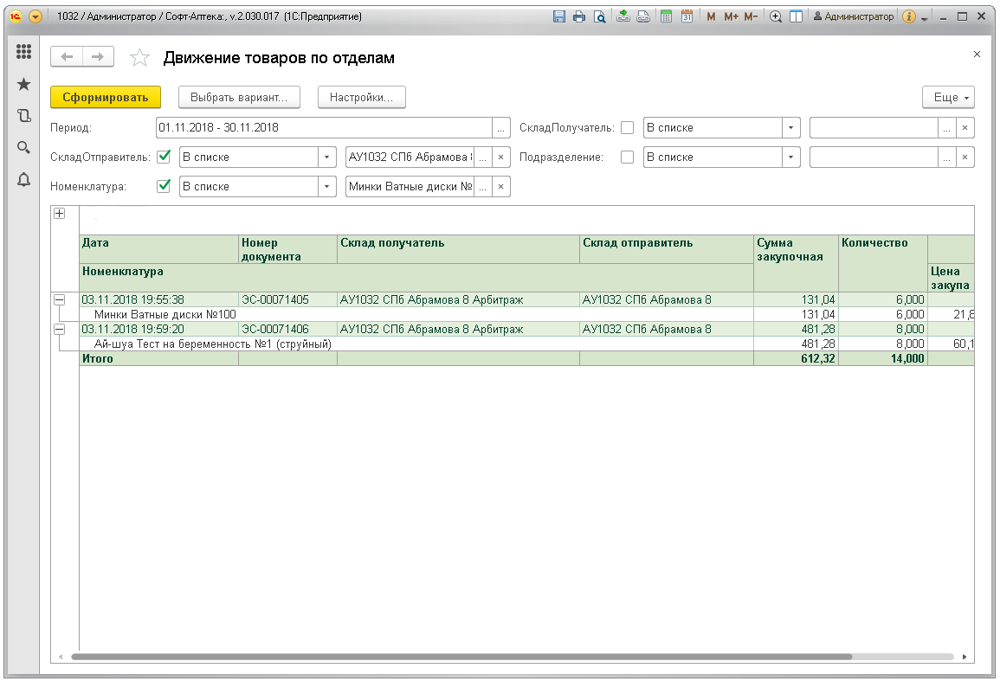 1032 / Администратор / Софт-Аптека:, v.2.030.017 (1С:Предприятие)
M M+ M- Администратор
Движение товаров по отделам
Сформировать Выбрать вариант... Настройки... Еще
Период: 01.11.2018 - 30.11.2018 ... СкладПолучатель: В списке ... ×
СкладОтправитель: В списке АУ1032 СПб Абрамова ... × Подразделение: В списке ... ×
Номенклатура: В списке Минки Ватные диски № ... ×
Дата Номер документа Склад получатель Склад отправитель Сумма закупочная Количество
Номенклатура Цена закупа
03.11.2018 19:55:38 ЭС-00071405 АУ1032 СПб Абрамова 8 Арбитраж АУ1032 СПб Абрамова 8 131,04 6,000
Минки Ватные диски №100 131,04 6,000 21,8
03.11.2018 19:59:20 ЭС-00071406 АУ1032 СПб Абрамова 8 Арбитраж АУ1032 СПб Абрамова 8 481,28 8,000
Ай-шуа Тест на беременность №1 (струйный) 481,28 8,000 60,1
Итого 612,32 14,000